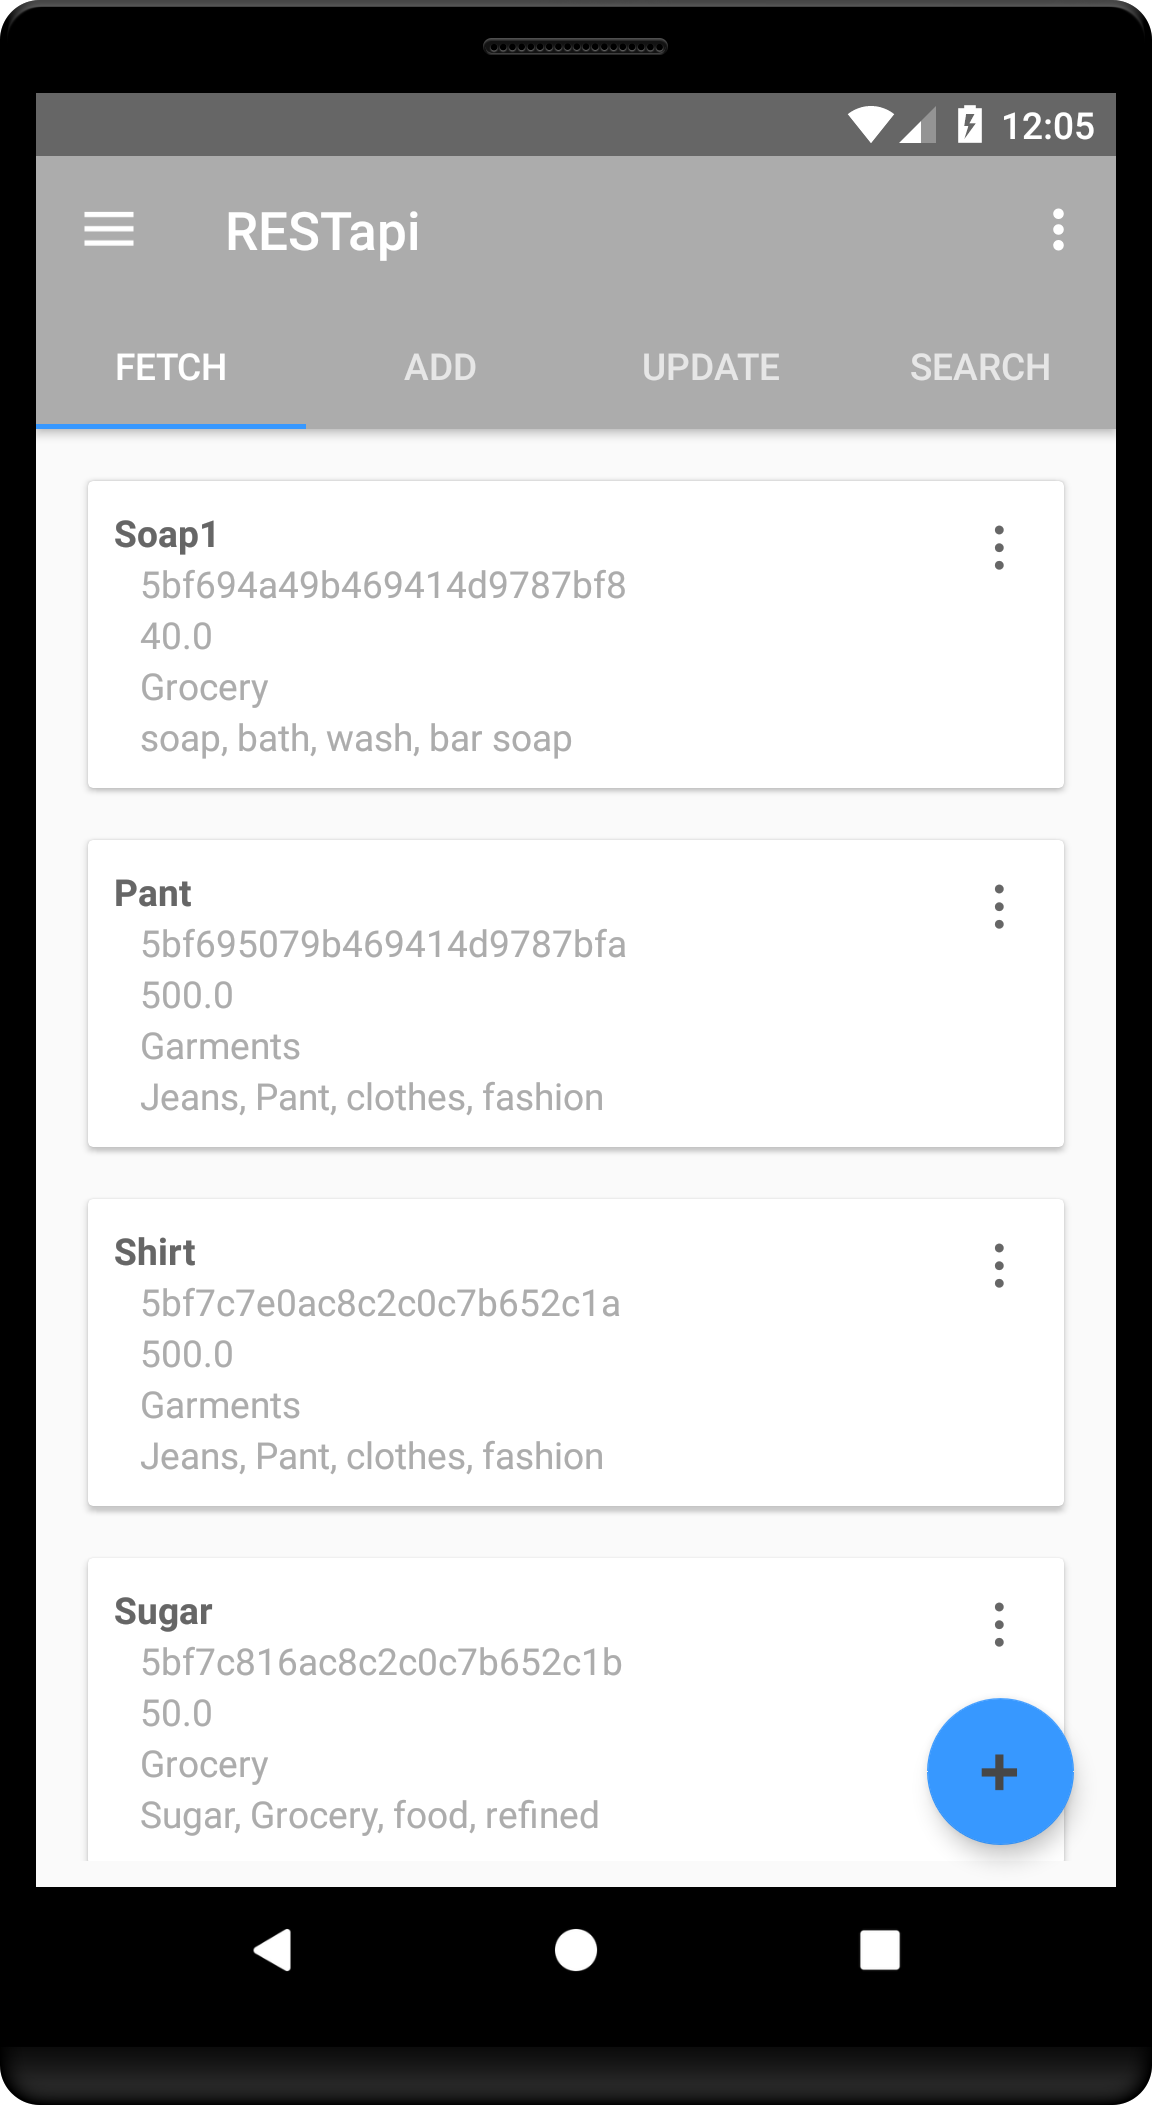 12:05
RESTapi
FETCH ADD UPDATE SEARCH
Soap1
5bf694a49b469414d9787bf8
40.0
Grocery
soap, bath, wash, bar soap
Pant
5bf695079b469414d9787bfa
500.0
Garments
Jeans, Pant, clothes, fashion
Shirt
5bf7c7e0ac8c2c0c7b652c1a
500.0
Garments
Jeans, Pant, clothes, fashion
Sugar
5bf7c816ac8c2c0c7b652c1b
50.0
Grocery
Sugar, Grocery, food, refined